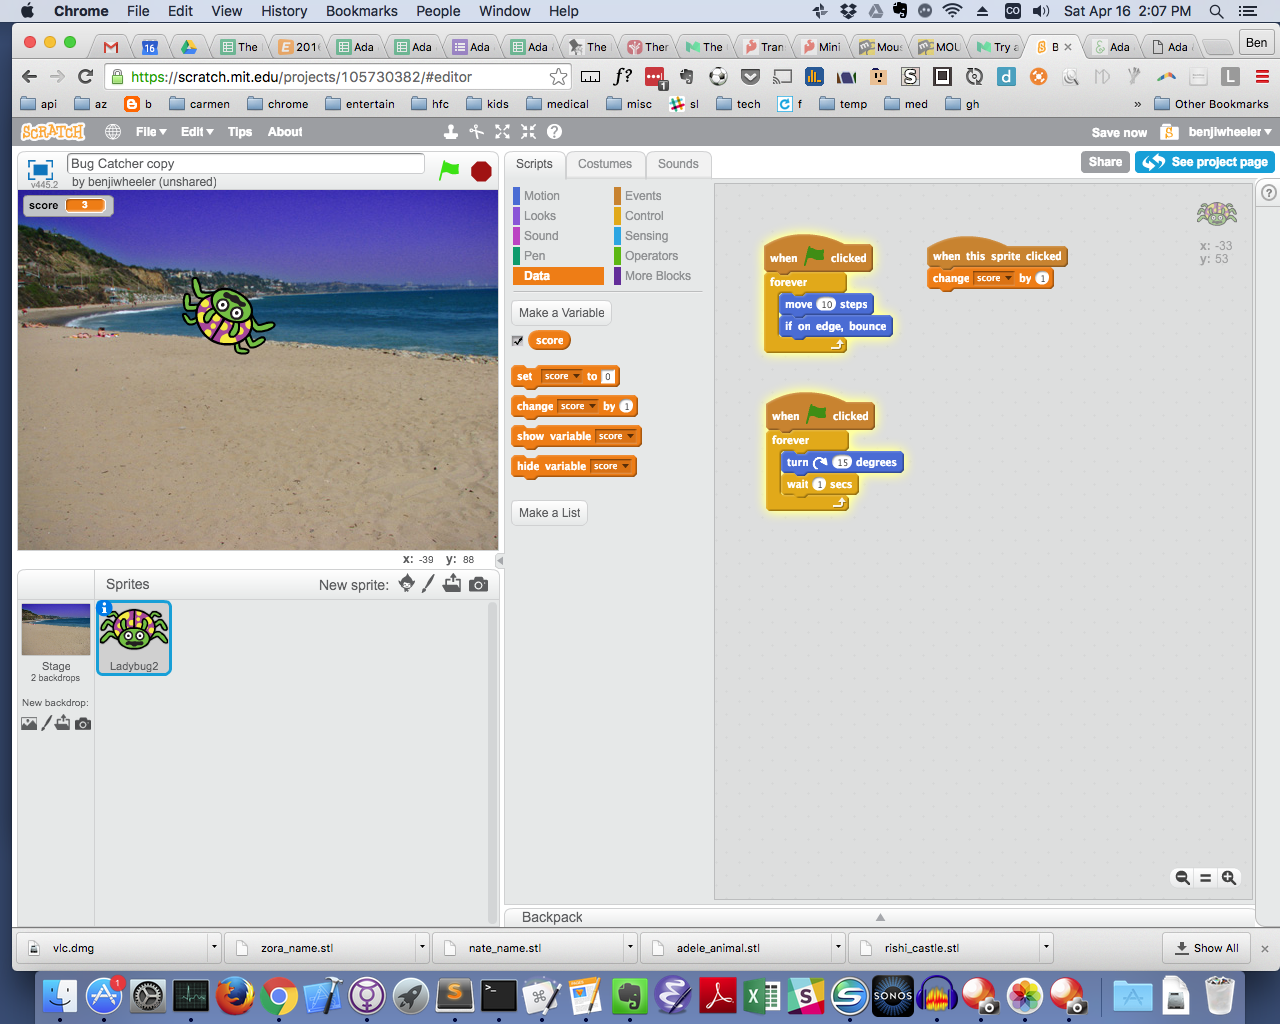 Chrome File Edit View History Bookmarks People Window Help
CO Sat Apr 16 2:07 PM
16 The 201 Ada Ada Ada Ada The Ther The Tran Mini Mous MOU Try a B Ada Ada Ben
https://scratch.mit.edu/projects/105730382/#editor
f? 1 S d L
api az b carmen chrome entertain hfc kids medical misc sl tech f temp med gh » Other Bookmarks
SCRATCH File Edit Tips About Save now benjiwheeler
v445.2 Bug Catcher copy
by benjiwheeler (unshared)
Scripts Costumes Sounds
Share See project page
score 3
Motion Events
Looks Control
Sound Sensing
Pen Operators
Data More Blocks
Make a Variable
score
set score to 0
change score by 1
show variable score
hide variable score
Make a List
when clicked
forever
move 10 steps
if on edge, bounce
when this sprite clicked
change score by 1
when clicked
forever
turn 15 degrees
wait 1 secs
x: -33
y: 53
x: -39 y: 88
Sprites New sprite:
Stage
2 backdrops
New backdrop:
Ladybug2
Backpack
vlc.dmg zora_name.stl nate_name.stl adele_animal.stl rishi_castle.stl Show All
1 S SONOS